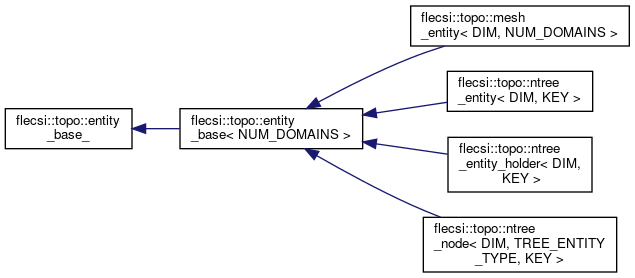 flecsi::topo::entity
_base_
flecsi::topo::entity
_base< NUM_DOMAINS >
flecsi::topo::mesh
_entity< DIM, NUM_DOMAINS >
flecsi::topo::ntree
_entity< DIM, KEY >
flecsi::topo::ntree
_entity_holder< DIM,
KEY >
flecsi::topo::ntree
_node< DIM, TREE_ENTITY
_TYPE, KEY >